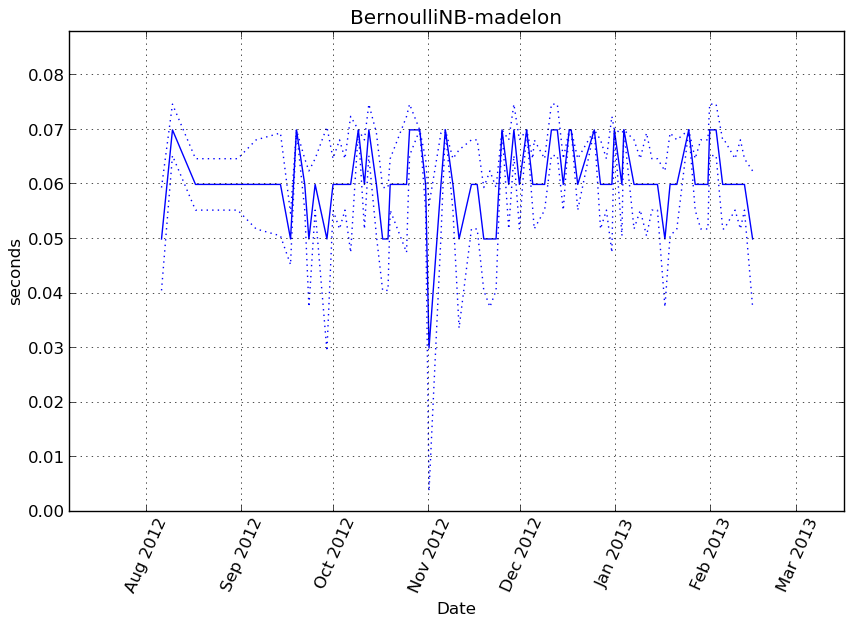 BernoulliNB-madelon
0.08
0.07
0.06
0.05
0.04
0.03
0.02
0.01
0.00
seconds
Aug 2012
Sep 2012
Oct 2012
Nov 2012
Dec 2012
Jan 2013
Feb 2013
Mar 2013
Date